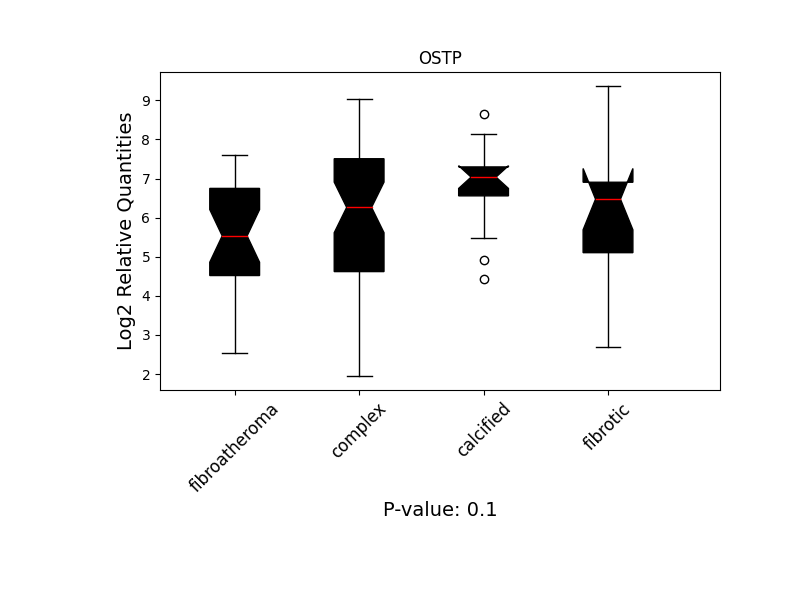 OSTP
Log2 Relative Quantities
9
8
7
6
5
4
3
2
fibroatheroma
complex
calcified
fibrotic
P-value: 0.1